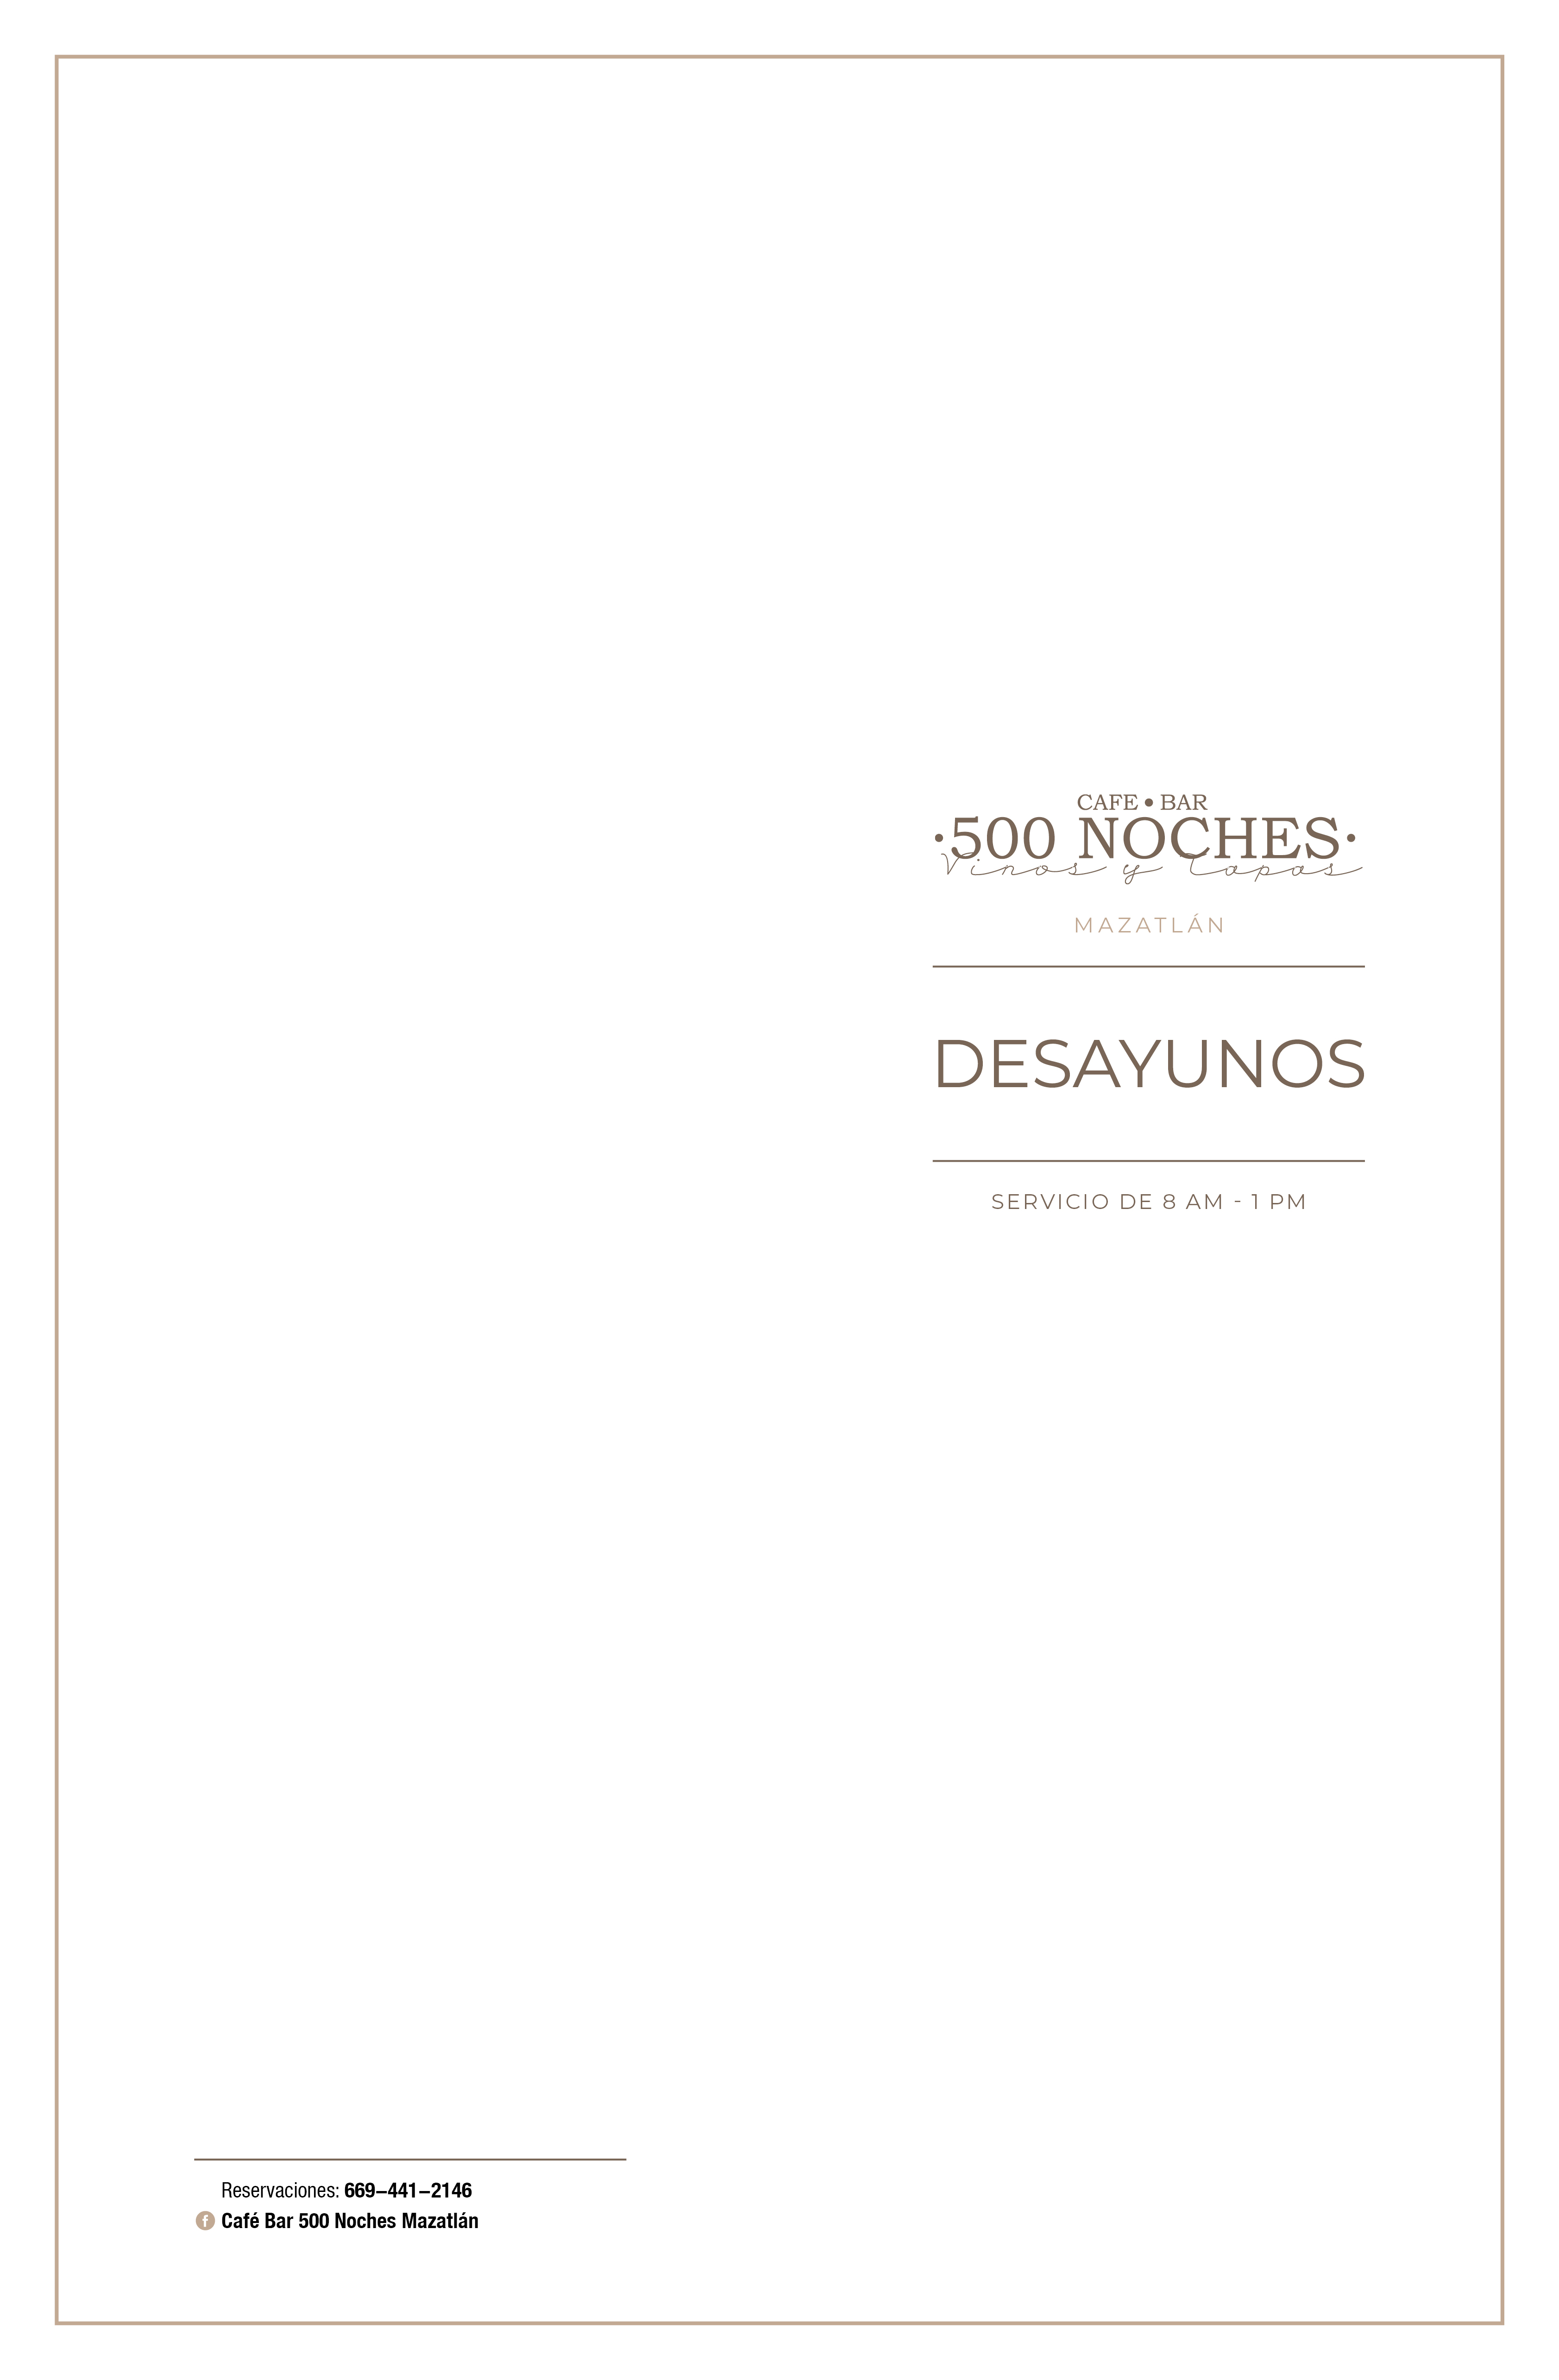 CAFE • BAR
•500 NOCHES•
Vinos y Tapas
MAZATLÁN
DESAYUNOS
SERVICIO DE 8 AM - 1 PM
Reservaciones: 669–441–2146
Café Bar 500 Noches Mazatlán